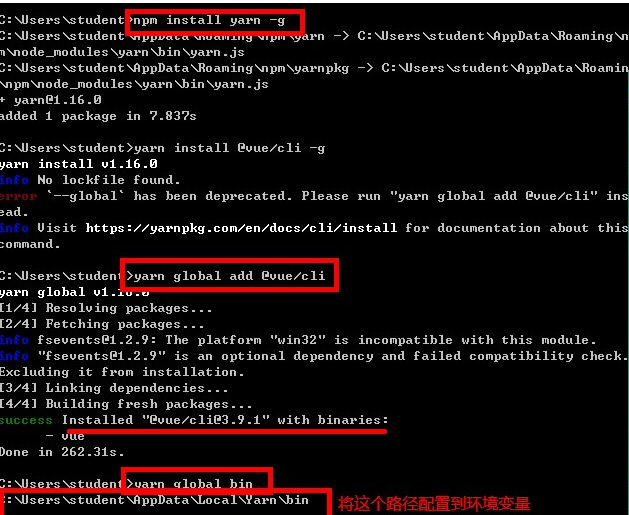 C:\Users\student>npm install yarn -g
C:\Users\student\AppData\Roaming\npm\yarn -> C:\Users\student\AppData\Roaming\n
pm\node_modules\yarn\bin\yarn.js
C:\Users\student\AppData\Roaming\npm\yarnpkg -> C:\Users\student\AppData\Roamin
\npm\node_modules\yarn\bin\yarn.js
+ yarn@1.16.0
added 1 package in 7.837s
C:\Users\student>yarn install @vue/cli -g
yarn install v1.16.0
info No lockfile found.
error `--global` has been deprecated. Please run "yarn global add @vue/cli" ins
ead.
info Visit https://yarnpkg.com/en/docs/cli/install for documentation about this
command.
C:\Users\student>yarn global add @vue/cli
yarn global v1.16.0
[1/4] Resolving packages...
[2/4] Fetching packages...
info fsevents@1.2.9: The platform "win32" is incompatible with this module.
info "fsevents@1.2.9" is an optional dependency and failed compatibility check.
Excluding it from installation.
[3/4] Linking dependencies...
[4/4] Building fresh packages...
success Installed "@vue/cli@3.9.1" with binaries:
- vue
Done in 262.31s.
C:\Users\student>yarn global bin
C:\Users\student\AppData\Local\Yarn\bin 将这个路径配置到环境变量